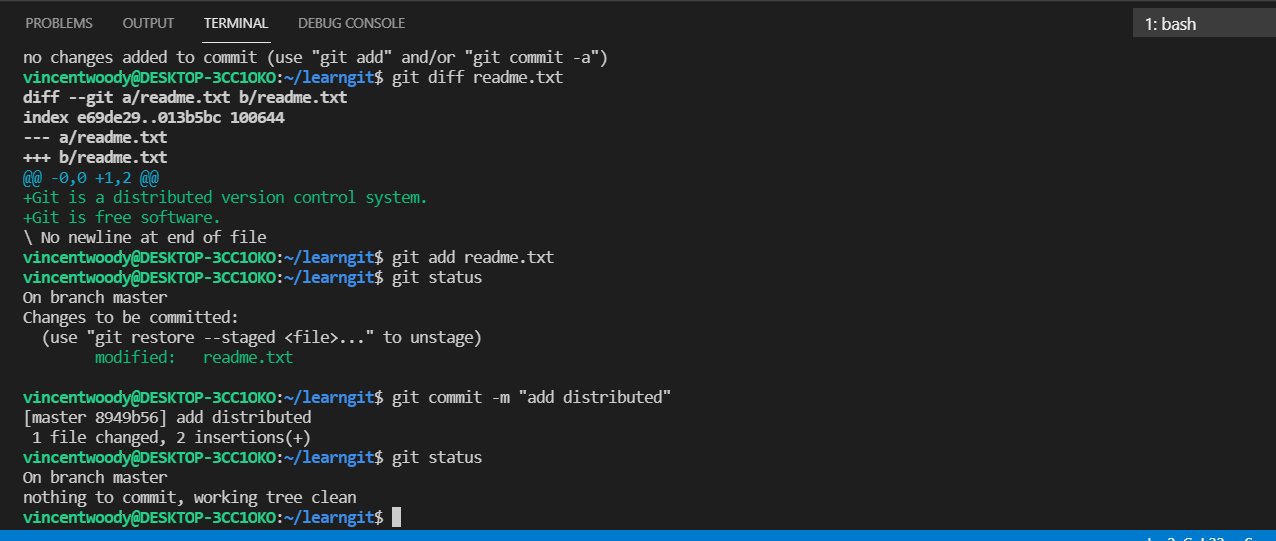 PROBLEMS OUTPUT TERMINAL DEBUG CONSOLE 1: bash
no changes added to commit (use "git add" and/or "git commit -a")
vincentwoody@DESKTOP-3CC1OKO:~/learngit$ git diff readme.txt
diff --git a/readme.txt b/readme.txt
index e69de29..013b5bc 100644
--- a/readme.txt
+++ b/readme.txt
@@ -0,0 +1,2 @@
+Git is a distributed version control system.
+Git is free software.
\ No newline at end of file
vincentwoody@DESKTOP-3CC1OKO:~/learngit$ git add readme.txt
vincentwoody@DESKTOP-3CC1OKO:~/learngit$ git status
On branch master
Changes to be committed:
  (use "git restore --staged <file>..." to unstage)
        modified:   readme.txt

vincentwoody@DESKTOP-3CC1OKO:~/learngit$ git commit -m "add distributed"
[master 8949b56] add distributed
 1 file changed, 2 insertions(+)
vincentwoody@DESKTOP-3CC1OKO:~/learngit$ git status
On branch master
nothing to commit, working tree clean
vincentwoody@DESKTOP-3CC1OKO:~/learngit$